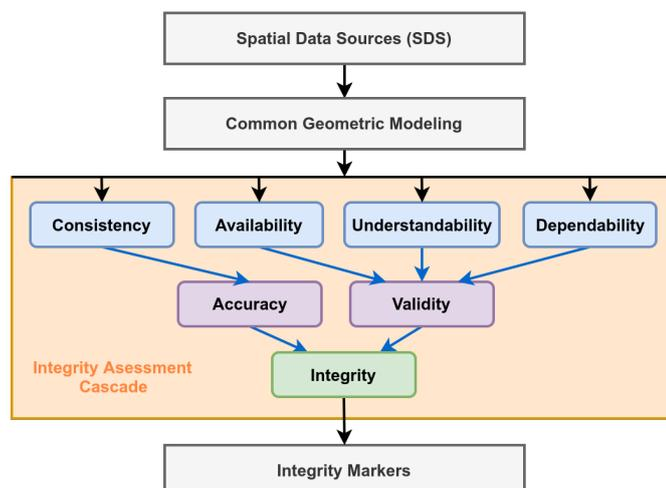 Spatial Data Sources (SDS)
Common Geometric Modeling
Consistency
Availability
Understandability
Dependability
Accuracy
Validity
Integrity Asessment
Cascade
Integrity
Integrity Markers